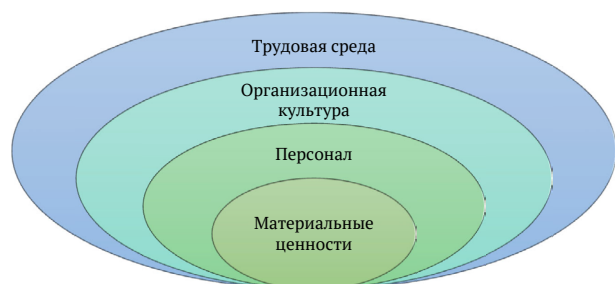 Трудовая среда
Организационная
культура
Персонал
Материальные
ценности